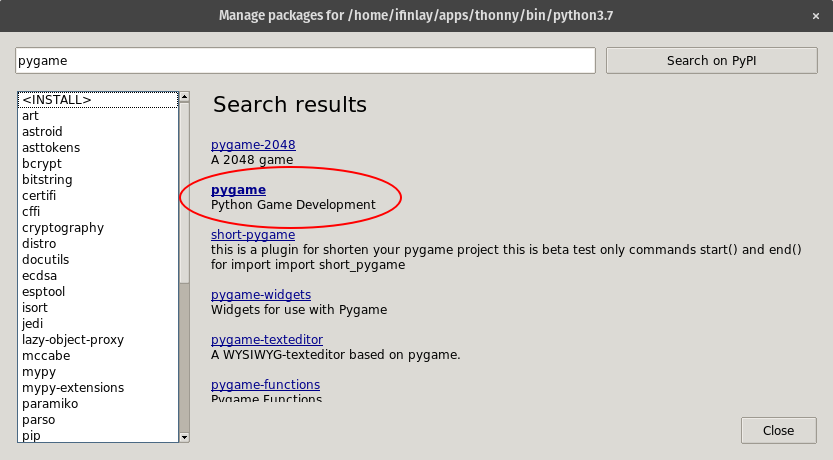 Manage packages for /home/ifinlay/apps/thonny/bin/python3.7
×
pygame
Search on PyPI
<INSTALL>
art
astroid
asttokens
bcrypt
bitstring
certifi
cffi
cryptography
distro
docutils
ecdsa
esptool
isort
jedi
lazy-object-proxy
mccabe
mypy
mypy-extensions
paramiko
parso
pip
Search results
pygame-2048
A 2048 game
pygame
Python Game Development
short-pygame
this is a plugin for shorten your pygame project this is beta test only commands start() and end()
for import import short_pygame
pygame-widgets
Widgets for use with Pygame
pygame-texteditor
A WYSIWYG-texteditor based on pygame.
pygame-functions
Pygame Functions
Close